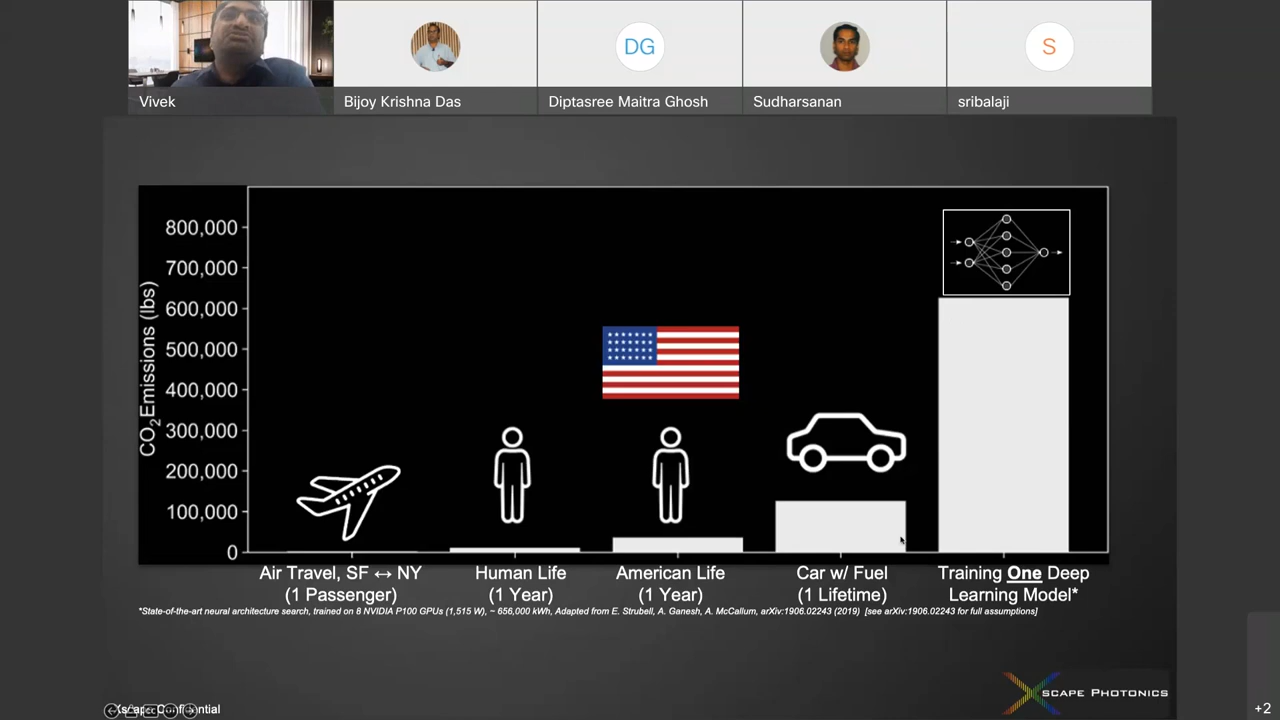 Vivek
Bijoy Krishna Das
DG
Diptasree Maitra Ghosh
Sudharsanan
S
sribalaji
CO2 Emissions (lbs)
800,000
700,000
600,000
500,000
400,000
300,000
200,000
100,000
0
Air Travel, SF ↔ NY
(1 Passenger)
Human Life
(1 Year)
American Life
(1 Year)
Car w/ Fuel
(1 Lifetime)
Training One Deep
Learning Model*
*State-of-the-art neural architecture search, trained on 8 NVIDIA P100 GPUs (1,515 W), ~ 656,000 kWh, Adapted from E. Strubell, A. Ganesh, A. McCallum, arXiv:1906.02243 (2019) [see arXiv:1906.02243 for full assumptions]
XSCAPE PHOTONICS
Xscape Confidential
+2